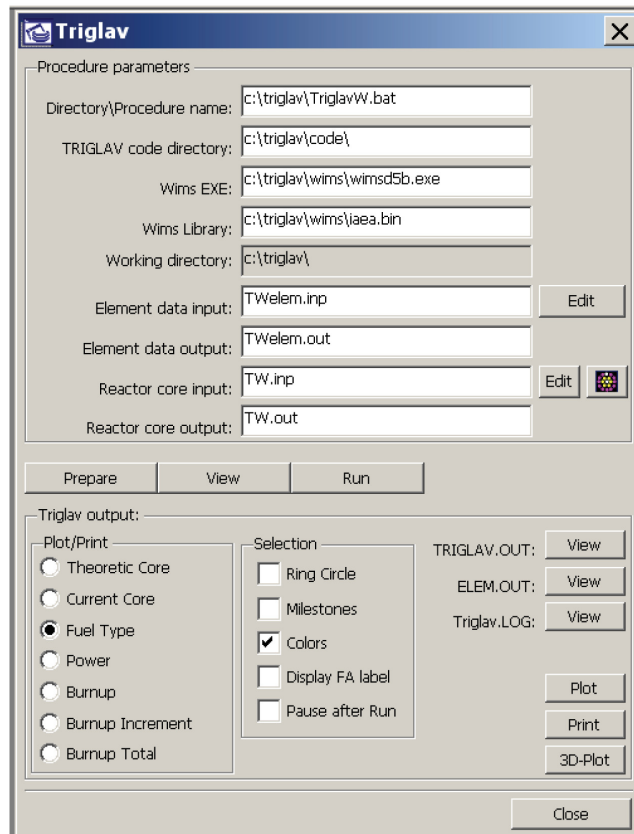 Triglav
Procedure parameters
Directory\Procedure name: c:\triglav\TriglavW.bat
TRIGLAV code directory: c:\triglav\code\
Wims EXE: c:\triglav\wims\wimsd5b.exe
Wims Library: c:\triglav\wims\iaea.bin
Working directory: c:\triglav\
Element data input: TWelem.inp Edit
Element data output: TWelem.out
Reactor core input: TW.inp Edit
Reactor core output: TW.out
Prepare View Run
Triglav output:
Plot/Print
Theoretic Core
Current Core
Fuel Type
Power
Burnup
Burnup Increment
Burnup Total
Selection
Ring Circle
Milestones
Colors
Display FA label
Pause after Run
TRIGLAV.OUT: View
ELEM.OUT: View
Triglav.LOG: View
Plot
Print
3D-Plot
Close